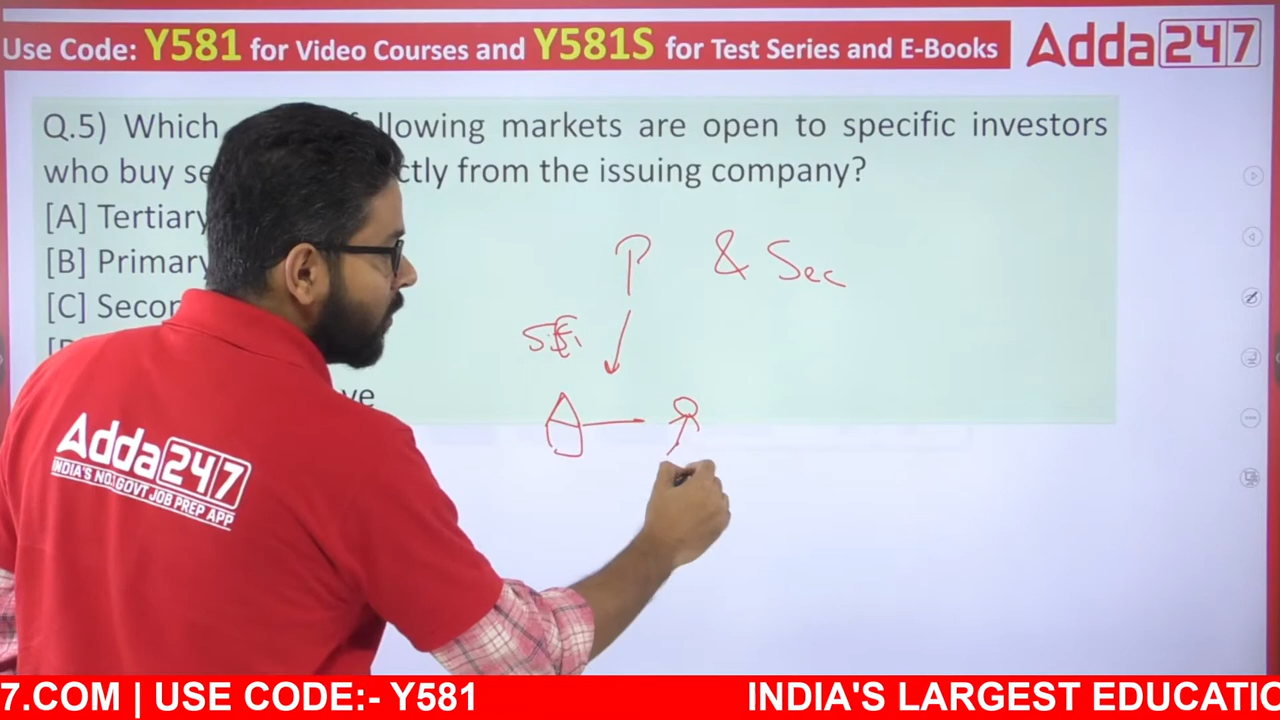 Use Code: Y581 for Video Courses and Y581S for Test Series and E-Books
Adda247
Q.5) Which llowing markets are open to specific investors
who buy se ctly from the issuing company?
[A] Tertiary
[B] Primary
[C] Secon
ve
P & Sec
Adda247
INDIA'S NO.1 GOVT JOB PREP APP
7.COM | USE CODE:- Y581 INDIA'S LARGEST EDUCATIO